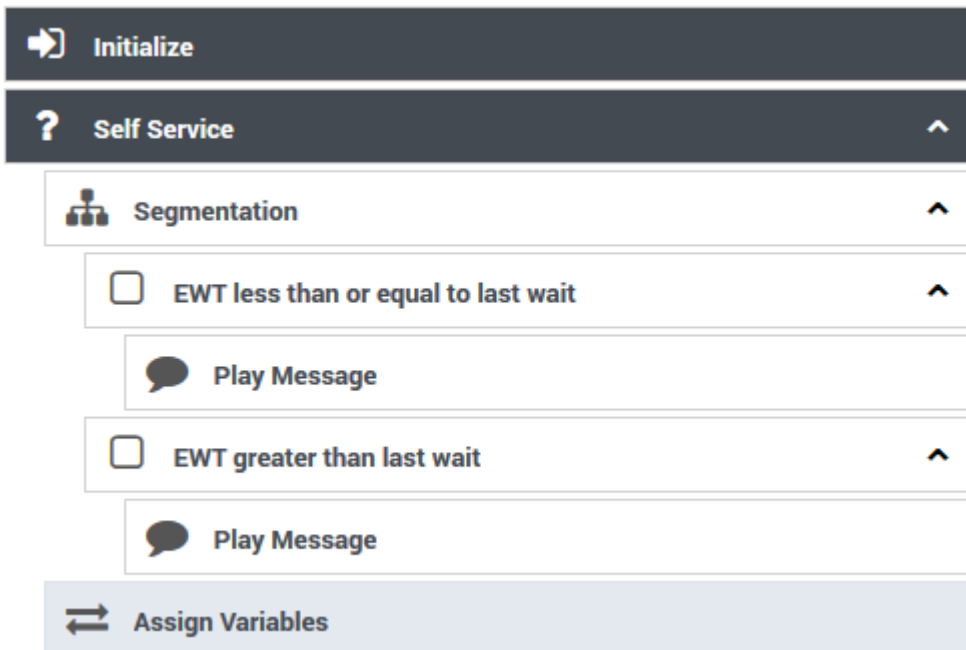 Initialize
? Self Service
Segmentation
EWT less than or equal to last wait
Play Message
EWT greater than last wait
Play Message
Assign Variables